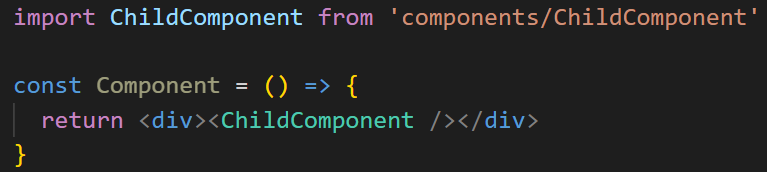 import ChildComponent from 'components/ChildComponent'
const Component = () => {
return <div><ChildComponent /></div>
}